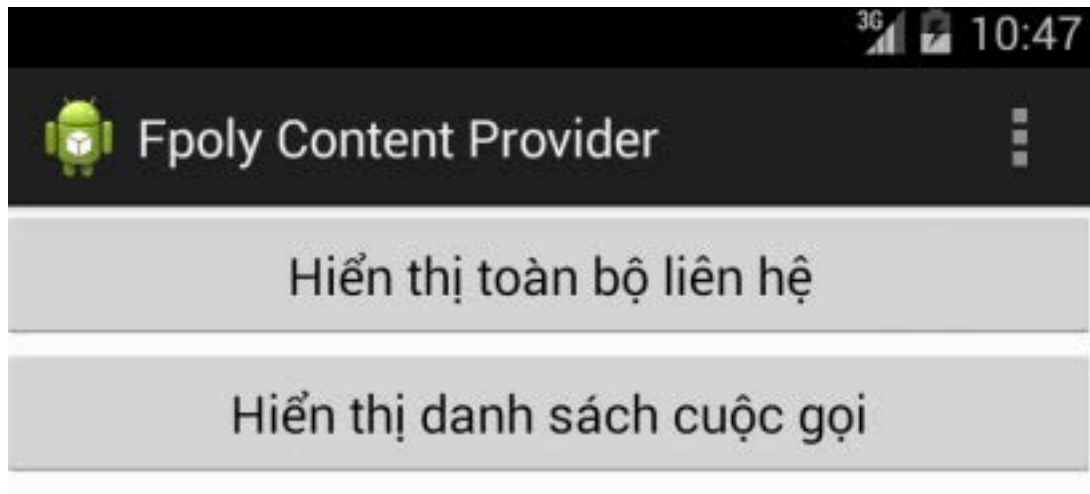 3G 10:47
Fpoly Content Provider
Hiển thị toàn bộ liên hệ
Hiển thị danh sách cuộc gọi